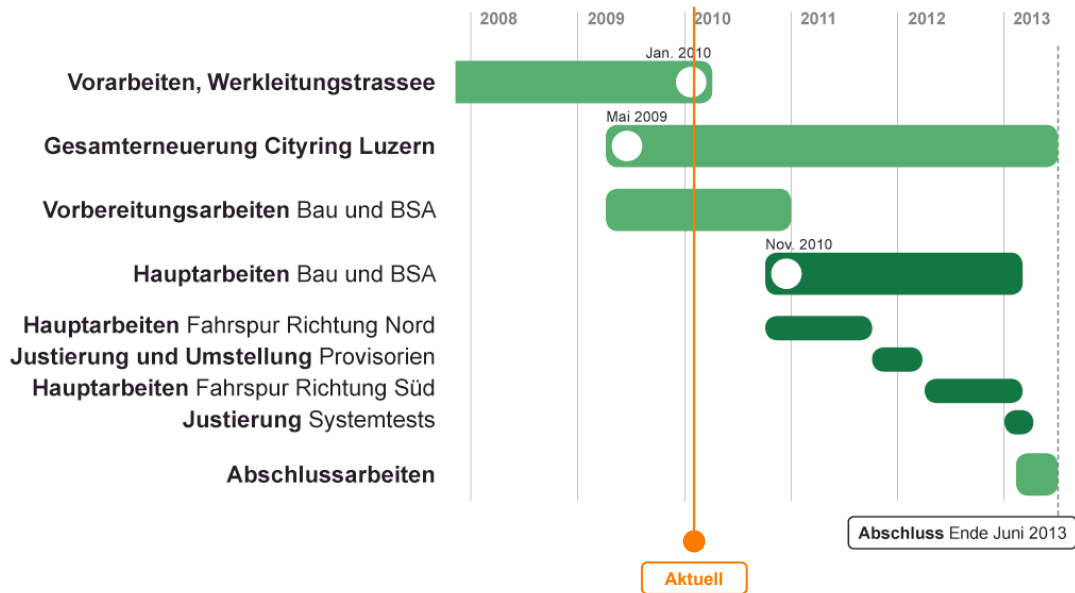 2008 2009 2010 2011 2012 2013
Jan. 2010
Vorarbeiten, Werkleitungstrassee
Mai 2009
Gesamterneuerung Cityring Luzern
Vorbereitungsarbeiten Bau und BSA
Nov. 2010
Hauptarbeiten Bau und BSA
Hauptarbeiten Fahrspur Richtung Nord
Justierung und Umstellung Provisorien
Hauptarbeiten Fahrspur Richtung Süd
Justierung Systemtests
Abschlussarbeiten
Abschluss Ende Juni 2013
Aktuell